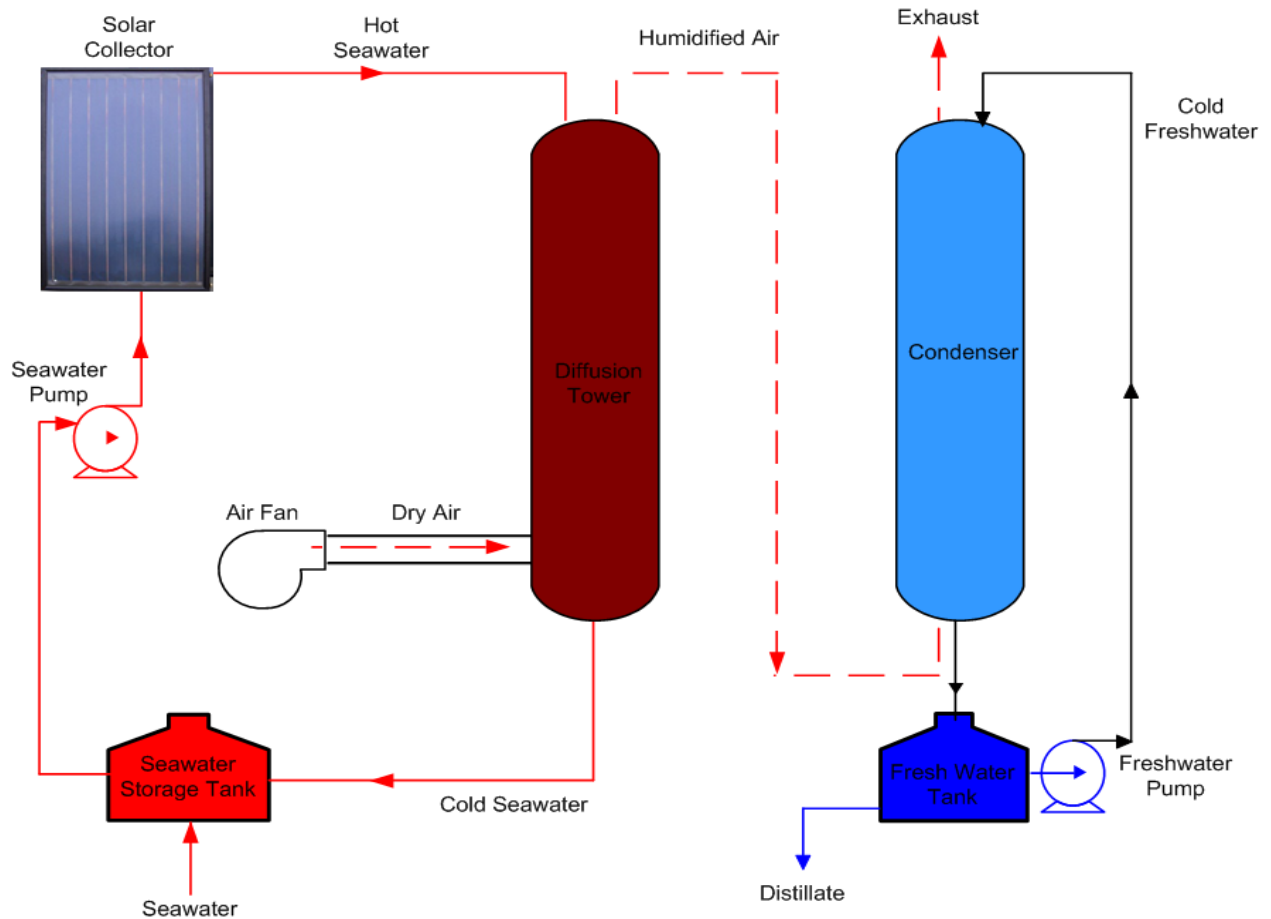 Solar
Collector
Hot
Seawater
Humidified Air
Exhaust
Cold
Freshwater
Seawater
Pump
Diffusion
Tower
Condenser
Air Fan
Dry Air
Seawater
Storage Tank
Cold Seawater
Fresh Water
Tank
Freshwater
Pump
Distillate
Seawater